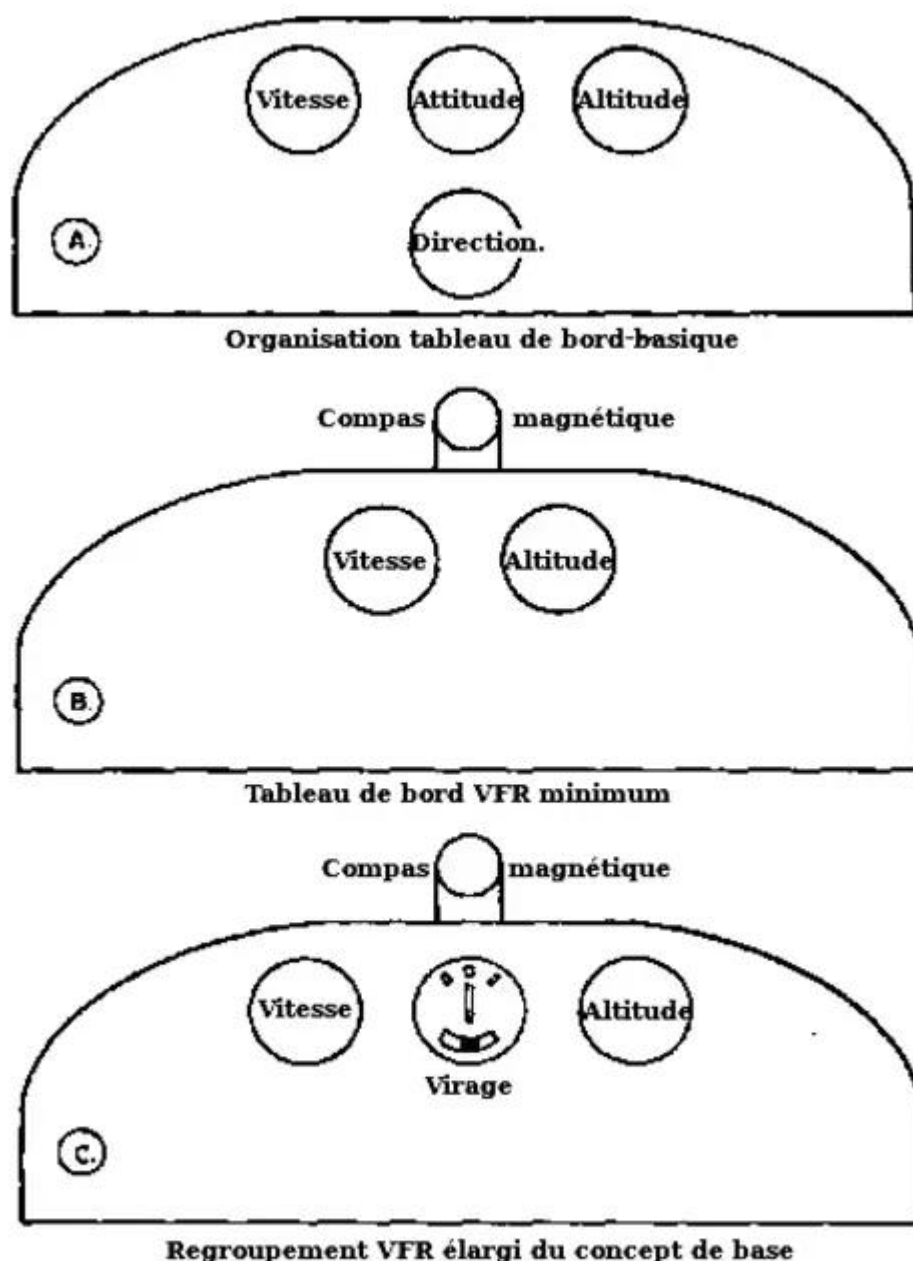 Vitesse Attitude Altitude
A. Direction.
Organisation tableau de bord-basique
Compas magnétique
Vitesse Altitude
B.
Tableau de bord VFR minimum
Compas magnétique
Vitesse Altitude
Virage
C.
Regroupement VFR élargi du concept de base